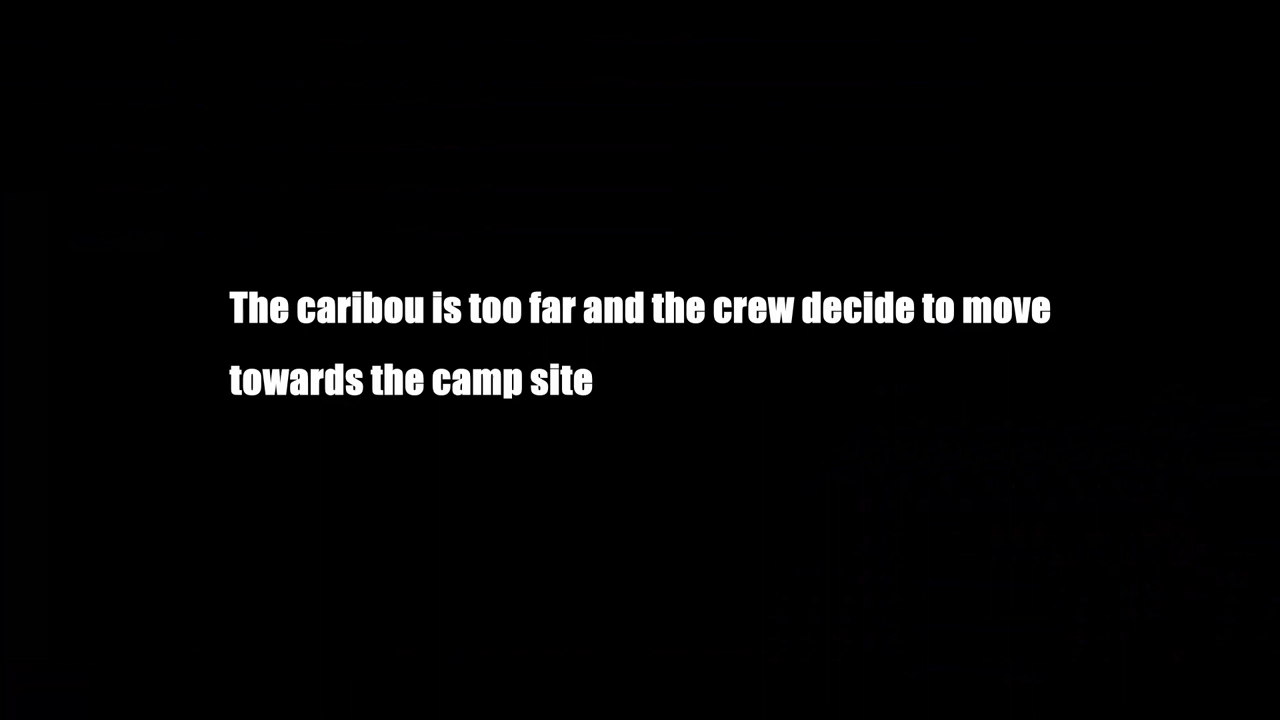 The caribou is too far and the crew decide to move
towards the camp site